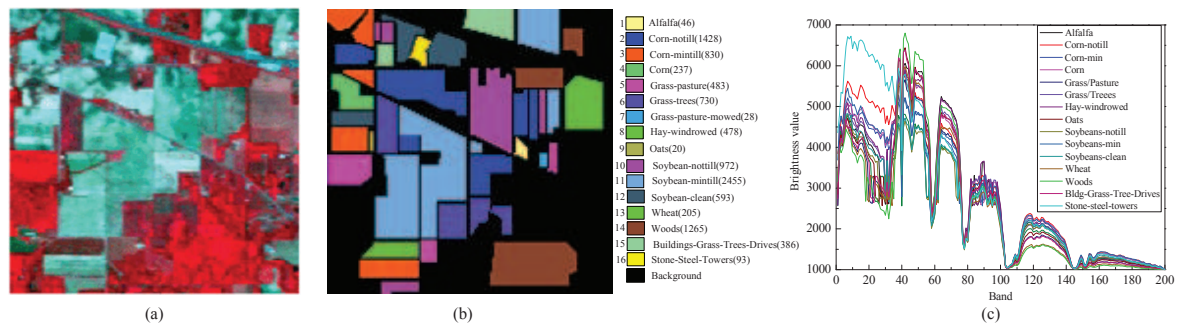 1 Alfalfa(46)
2 Corn-notill(1428)
3 Corn-mintill(830)
4 Corn(237)
5 Grass-pasture(483)
6 Grass-trees(730)
7 Grass-pasture-mowed(28)
8 Hay-windrowed (478)
9 Oats(20)
10 Soybean-nottill(972)
11 Soybean-mintill(2455)
12 Soybean-clean(593)
13 Wheat(205)
14 Woods(1265)
15 Buildings-Grass-Trees-Drives(386)
16 Stone-Steel-Towers(93)
Background
Brightness value
7000
6000
5000
4000
3000
2000
1000
0 20 40 60 80 100 120 140 160 180 200
Band
Alfalfa
Corn-notill
Corn-min
Corn
Grass/Pasture
Grass/Treees
Hay-windrowed
Oats
Soybeans-notill
Soybeans-min
Soybeans-clean
Wheat
Woods
Bldg-Grass-Tree-Drives
Stone-steel-towers
(a)
(b)
(c)